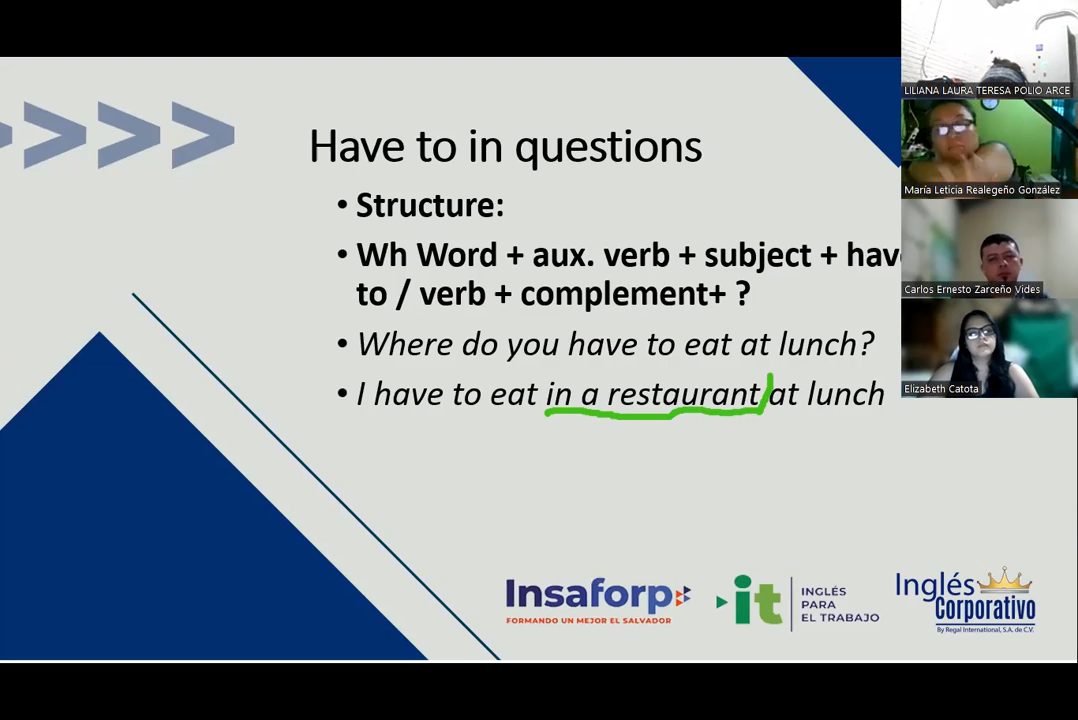 Have to in questions
• Structure:
• Wh Word + aux. verb + subject + hav
to / verb + complement+ ?
• Where do you have to eat at lunch?
• I have to eat in a restaurant at lunch
LILIANA LAURA TERESA POLIO ARCE
María Leticia Realegeño González
Carlos Ernesto Zarceño Vides
Elizabeth Catota
Insaforp
FORMANDO UN MEJOR EL SALVADOR
it
INGLÉS
PARA
EL TRABAJO
Inglés
Corporativo
By Regal International, S.A. de C.V.